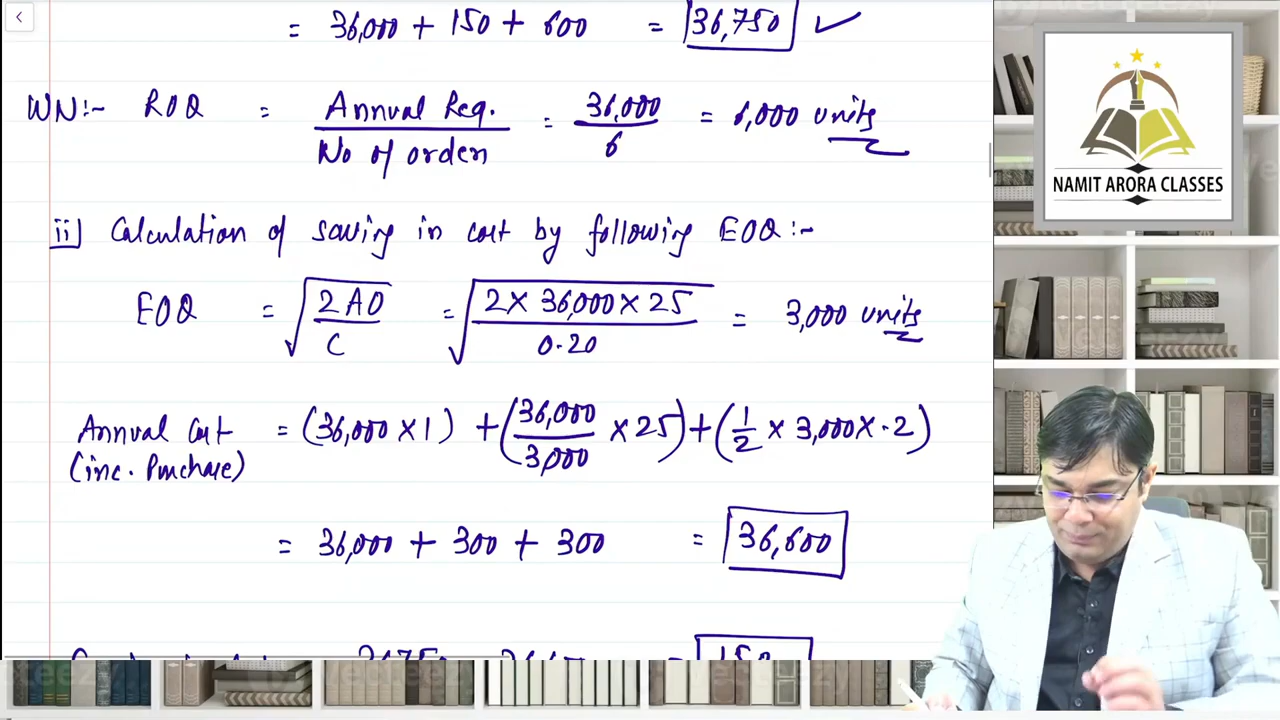 = 36,000 + 150 + 600 = 36,750 ✓
WN:- ROQ = Annual Req. / No of orders = 36,000 / 6 = 6,000 units
ii] Calculation of saving in cost by following EOQ:-
EOQ = √(2AO / C) = √(2 × 36,000 × 25 / 0.20) = 3,000 units
Annual Cost (inc. Purchase) = (36,000 × 1) + (36,000 / 3,000 × 25) + (1/2 × 3,000 × .2)
= 36,000 + 300 + 300 = 36,600
NAMIT ARORA CLASSES